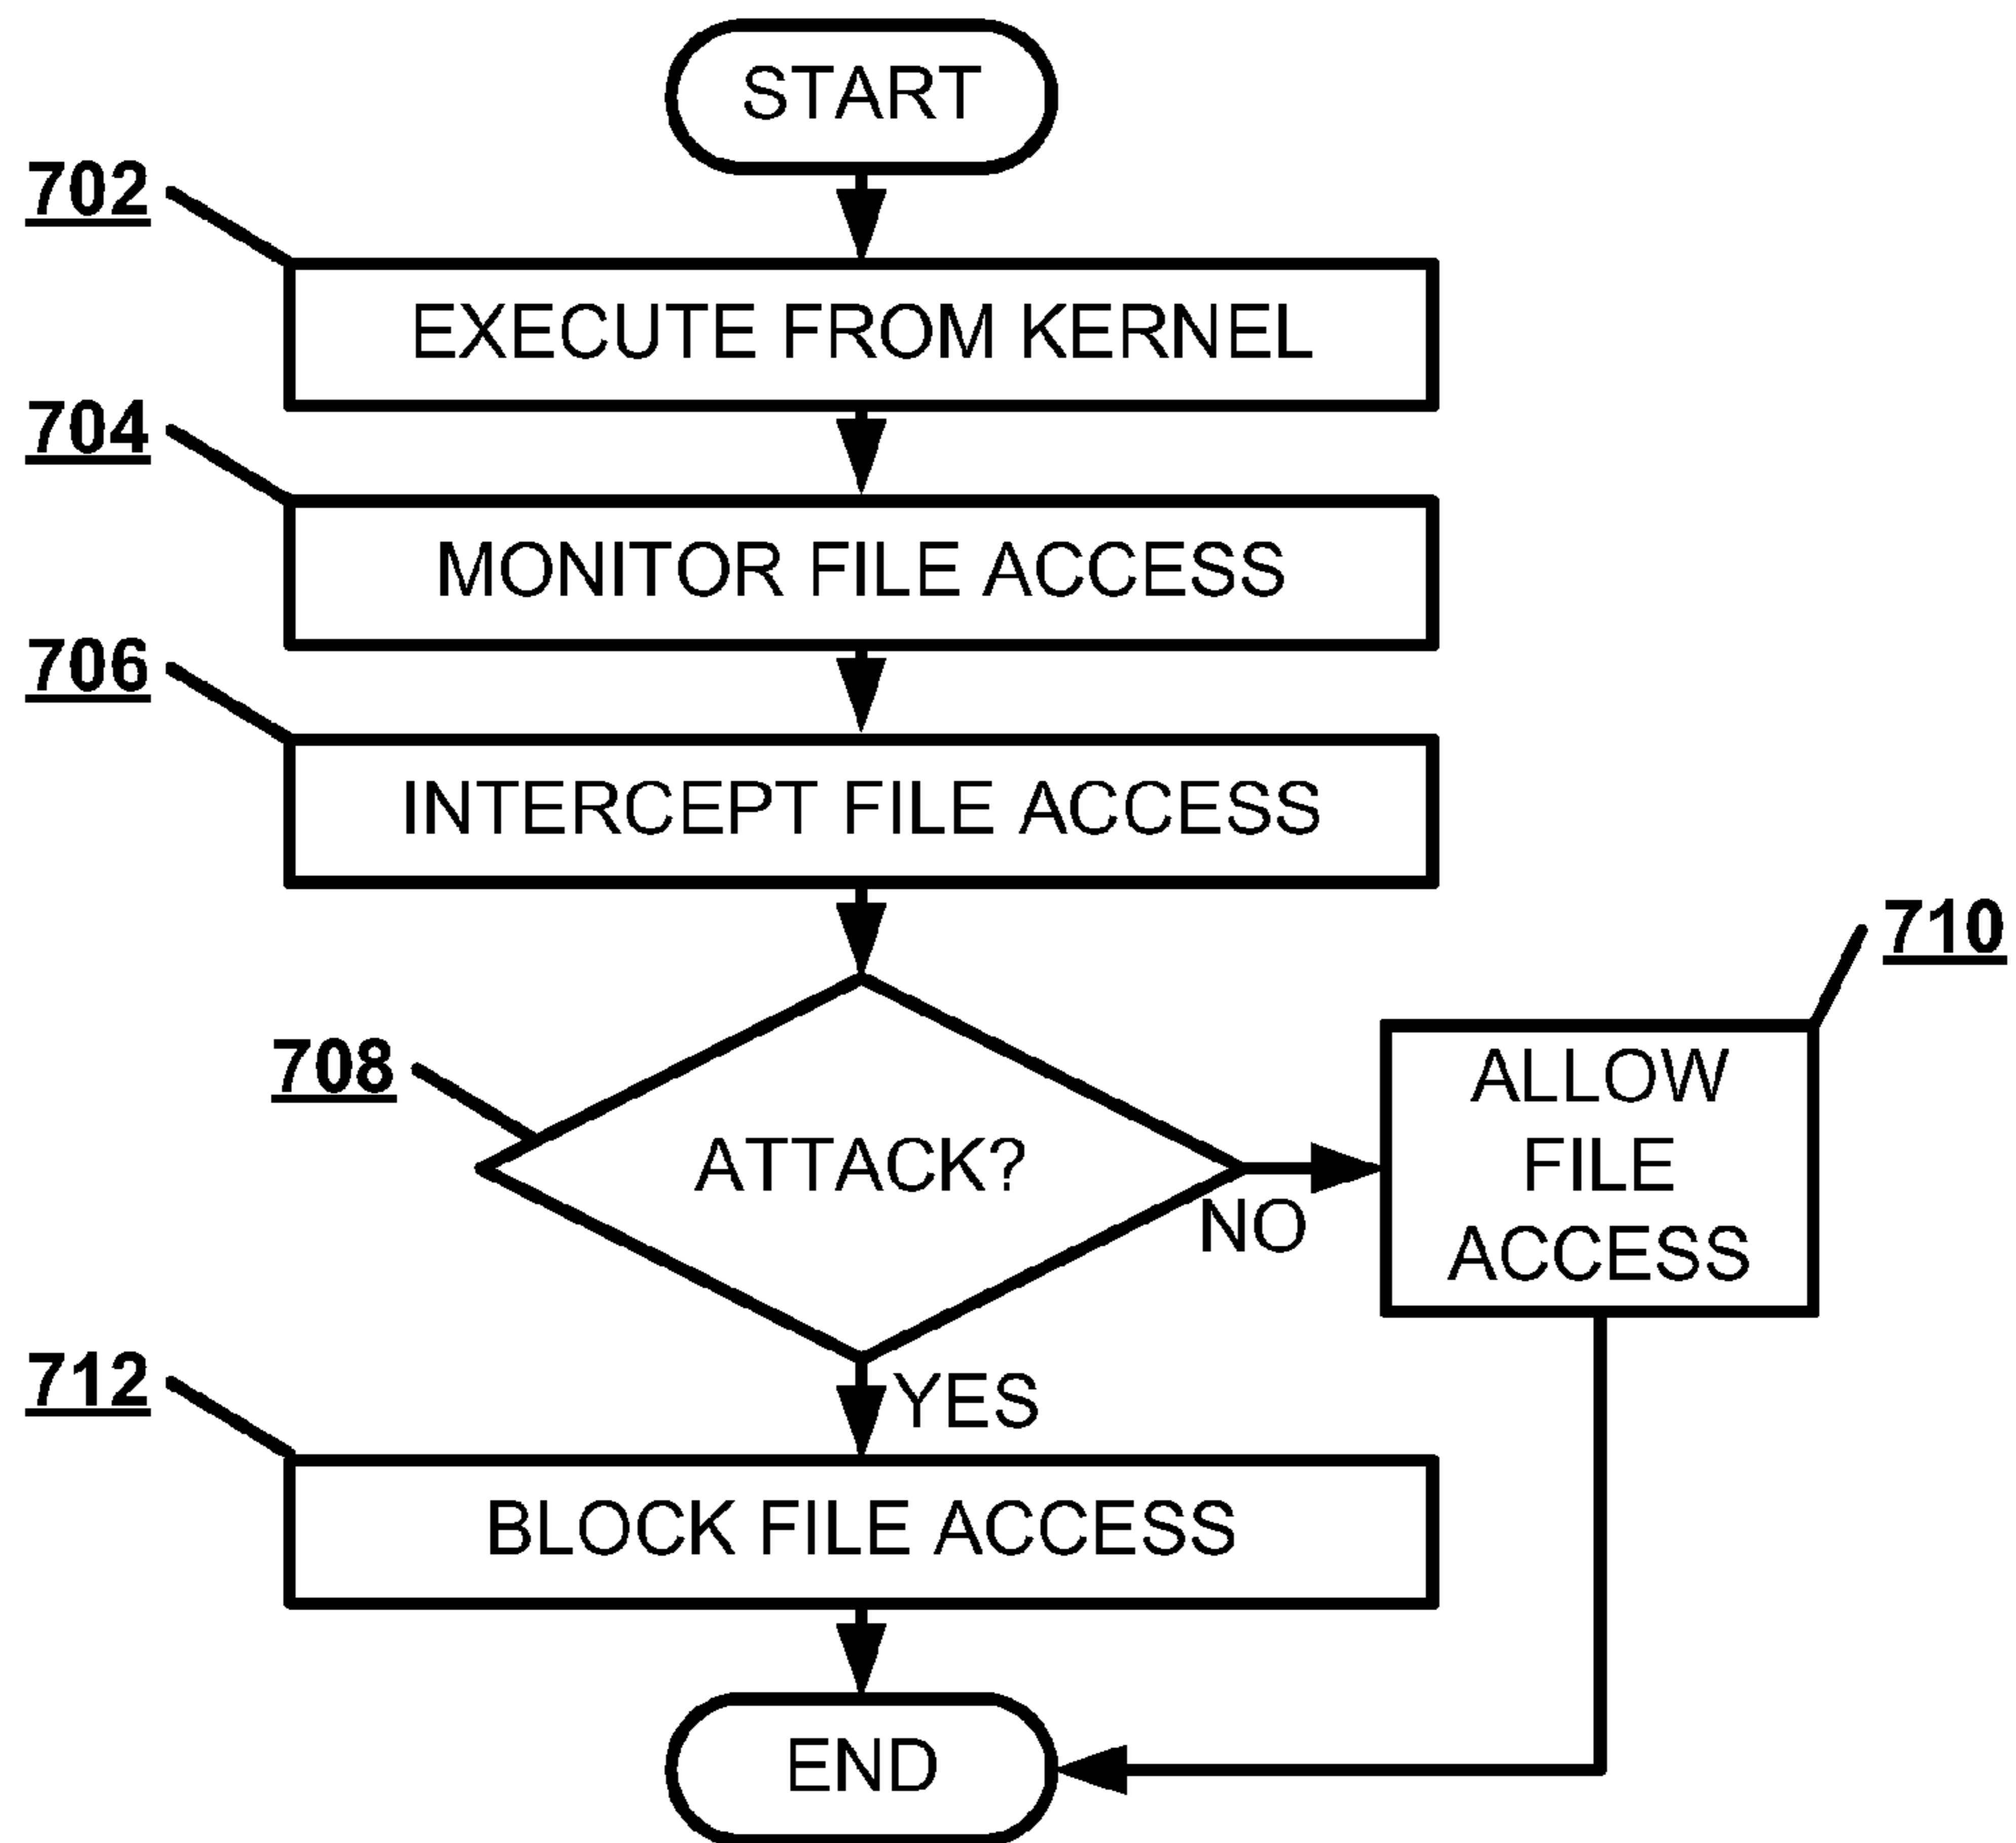 START
702
EXECUTE FROM KERNEL
704
MONITOR FILE ACCESS
706
INTERCEPT FILE ACCESS
708
ATTACK?
NO
710
ALLOW
FILE
ACCESS
YES
712
BLOCK FILE ACCESS
END